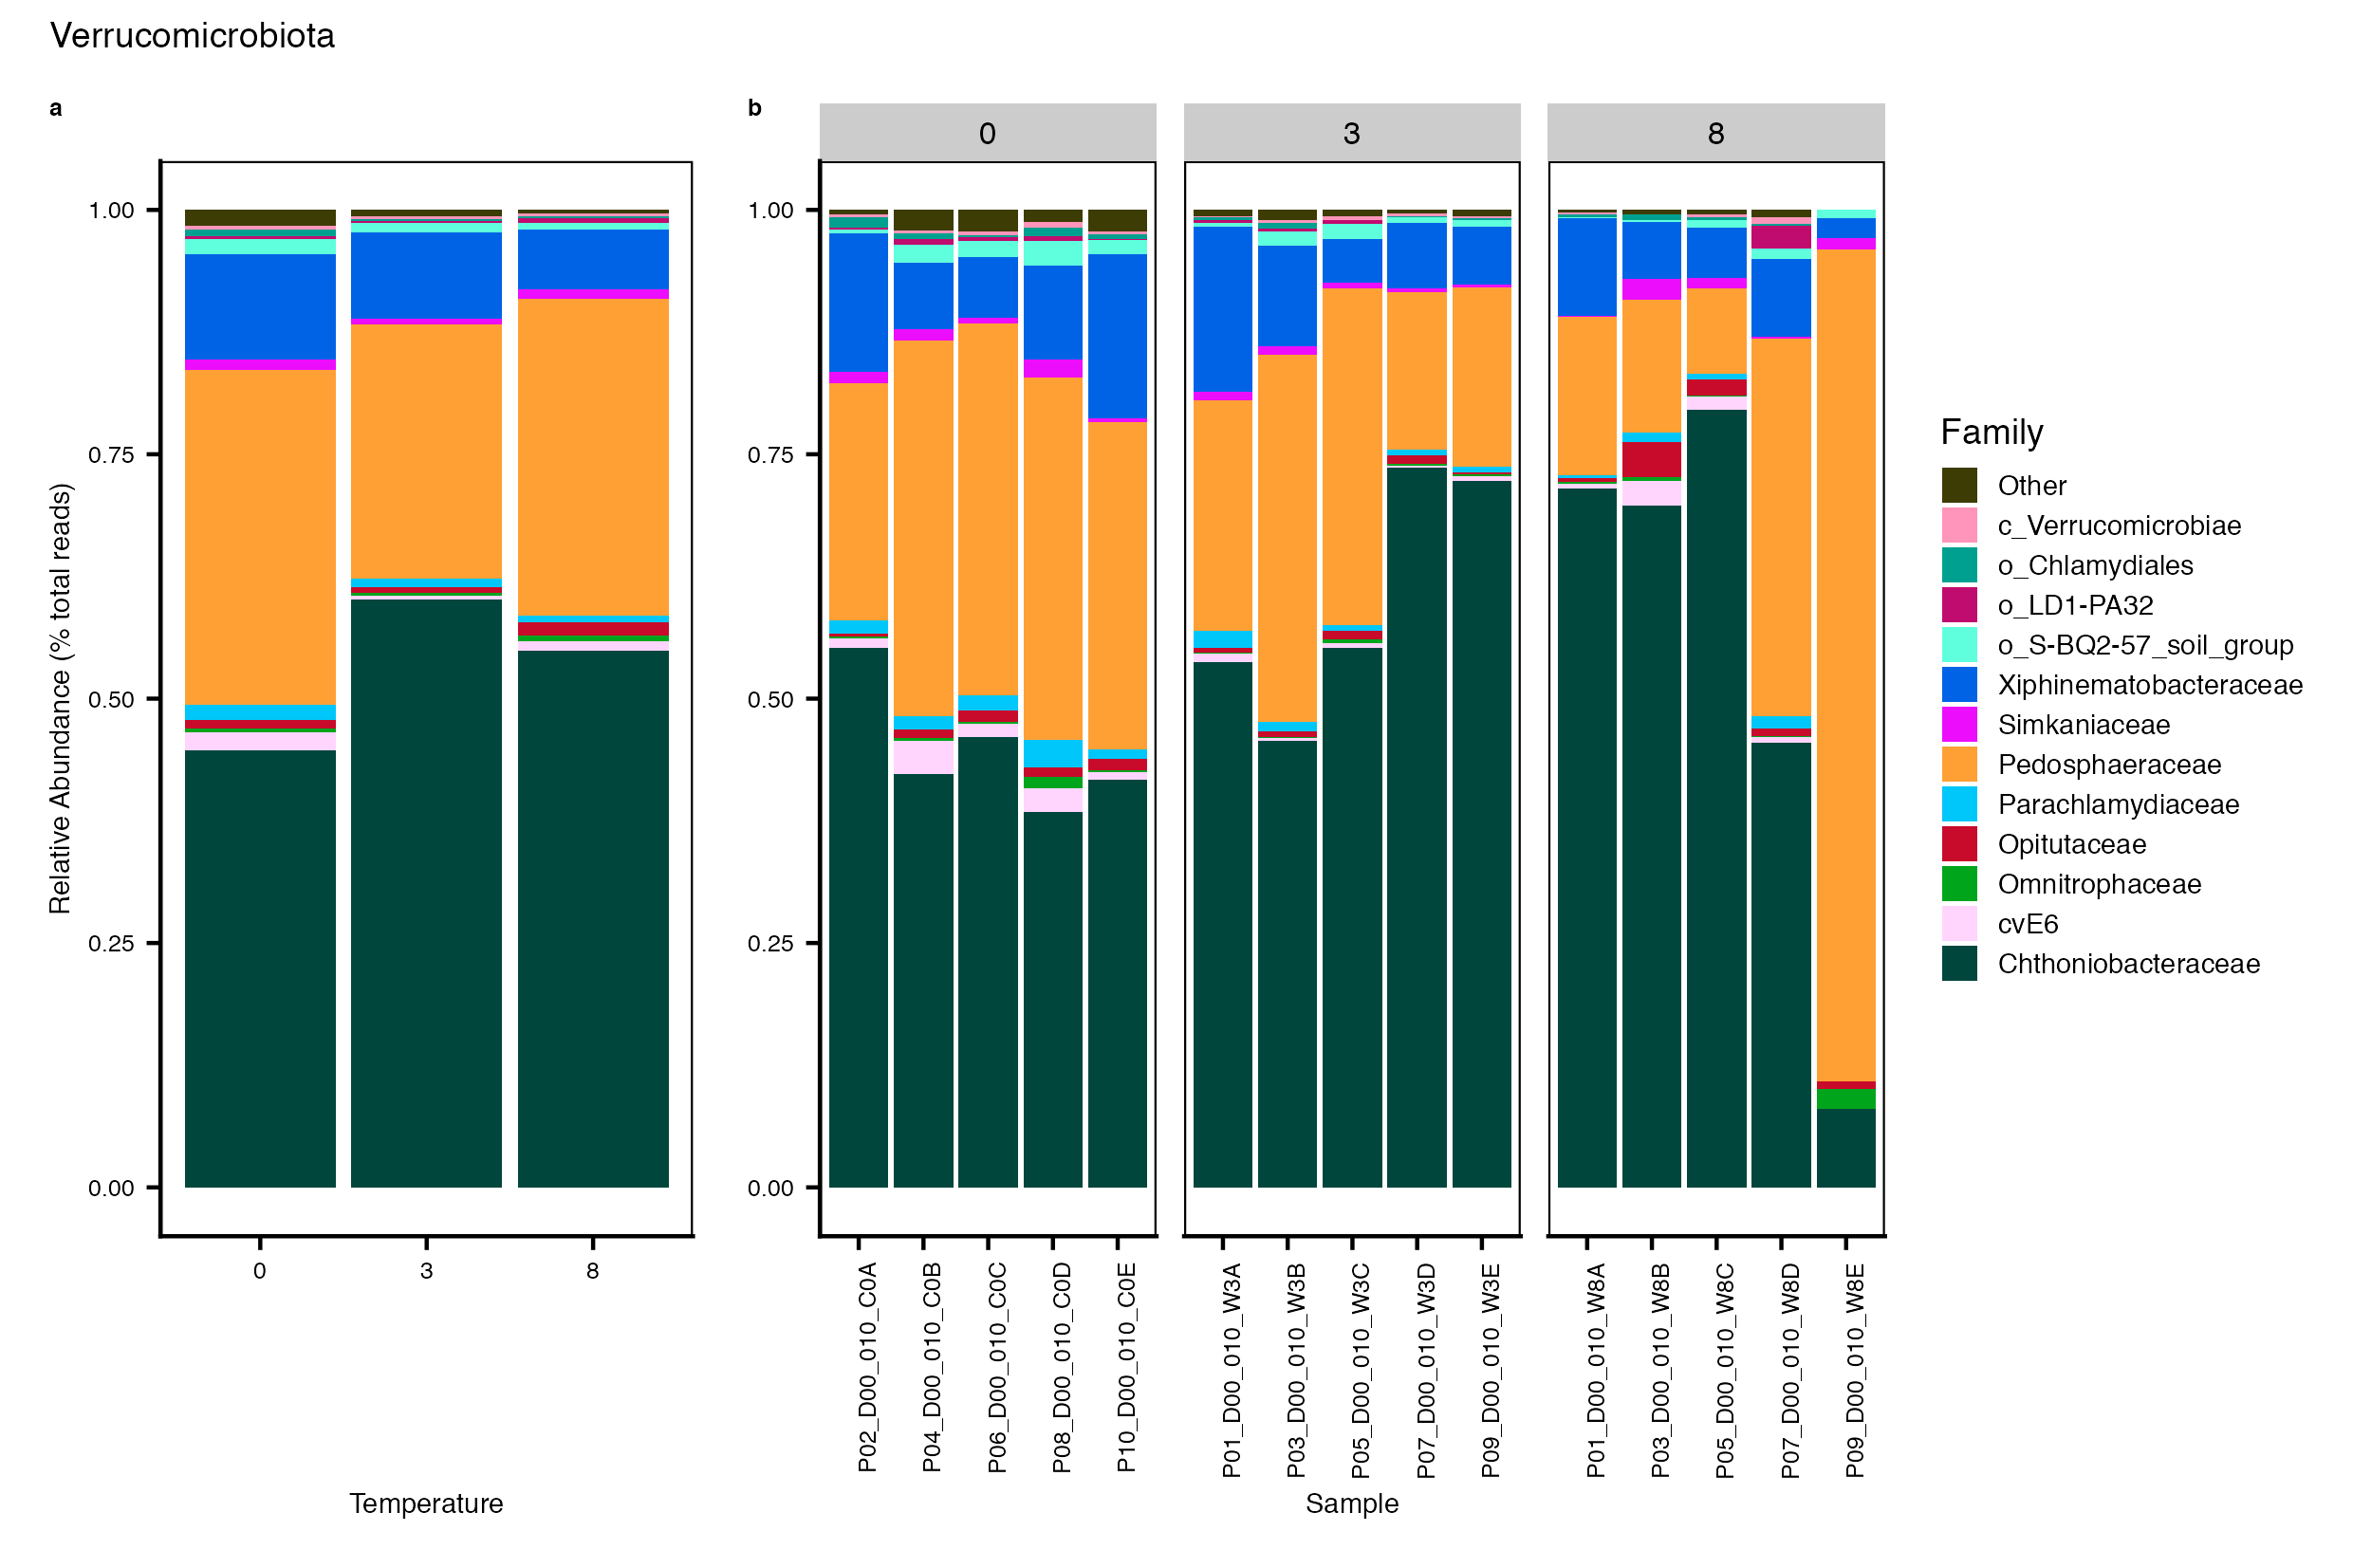 Verrucomicrobiota
a
b
0
3
8
1.00
0.75
0.50
0.25
0.00
Relative Abundance (% total reads)
0
3
8
Temperature
1.00
0.75
0.50
0.25
0.00
P02_D00_010_C0A
P04_D00_010_C0B
P06_D00_010_C0C
P08_D00_010_C0D
P10_D00_010_C0E
P01_D00_010_W3A
P03_D00_010_W3B
P05_D00_010_W3C
P07_D00_010_W3D
P09_D00_010_W3E
P01_D00_010_W8A
P03_D00_010_W8B
P05_D00_010_W8C
P07_D00_010_W8D
P09_D00_010_W8E
Sample
Family
Other
c_Verrucomicrobiae
o_Chlamydiales
o_LD1-PA32
o_S-BQ2-57_soil_group
Xiphinematobacteraceae
Simkaniaceae
Pedosphaeraceae
Parachlamydiaceae
Opitutaceae
Omnitrophaceae
cvE6
Chthoniobacteraceae